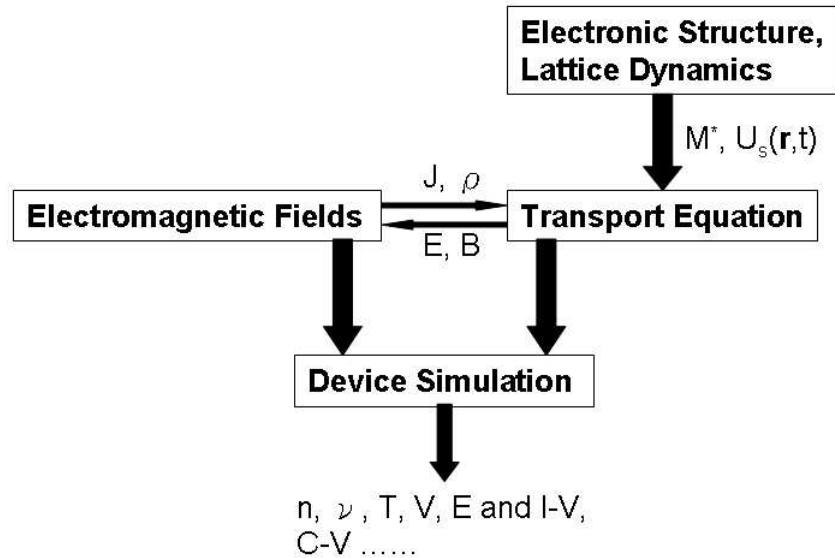 Electronic Structure,
Lattice Dynamics
M*, Uₛ(r,t)
J, ρ
Electromagnetic Fields
Transport Equation
E, B
Device Simulation
n, ν, T, V, E and I-V,
C-V ......